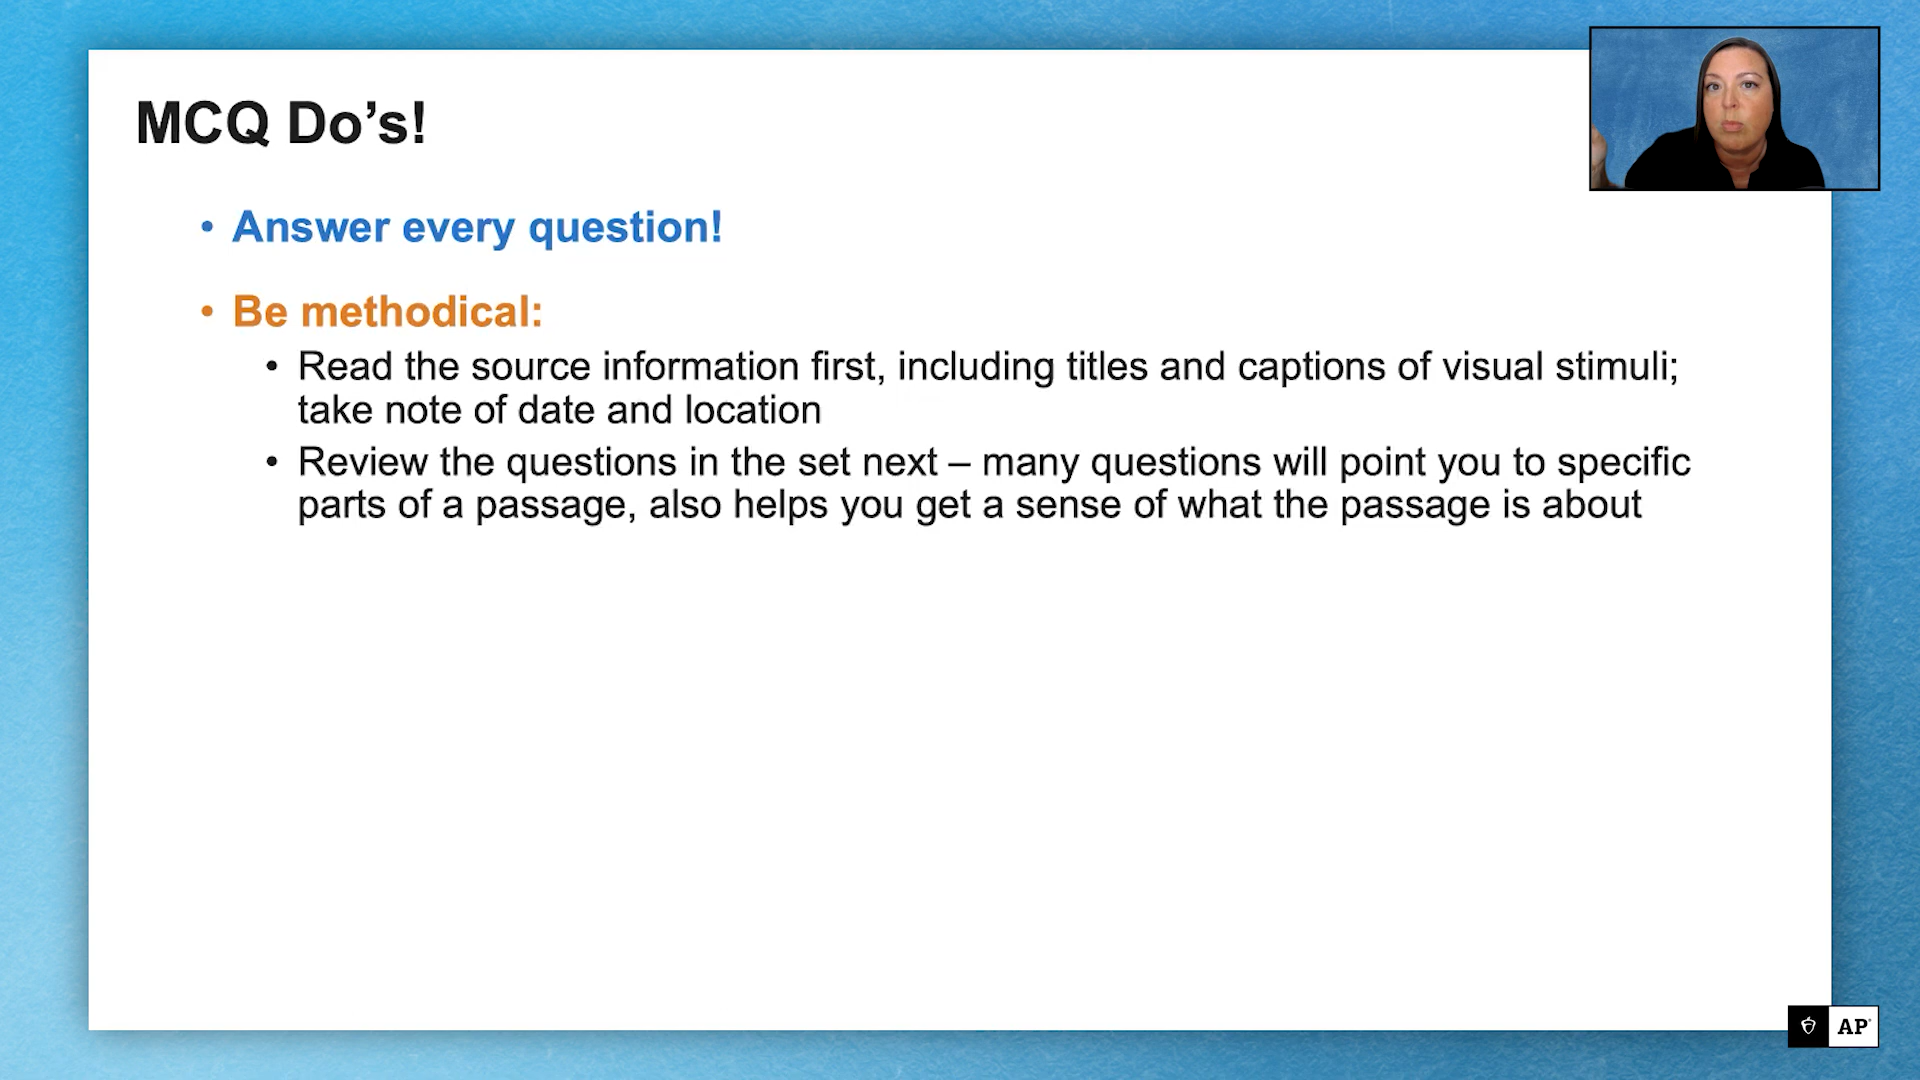 MCQ Do’s!
• Answer every question!
• Be methodical:
• Read the source information first, including titles and captions of visual stimuli;
take note of date and location
• Review the questions in the set next – many questions will point you to specific
parts of a passage, also helps you get a sense of what the passage is about
AP®